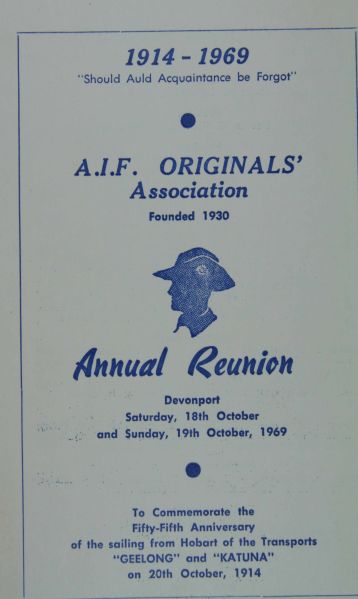 1914 - 1969
"Should Auld Acquaintance be Forgot"
A.I.F. ORIGINALS'
Association
Founded 1930
Annual Reunion
Devonport
Saturday, 18th October
and Sunday, 19th October, 1969
To Commemorate the
Fifty-Fifth Anniversary
of the sailing from Hobart of the Transports
"GEELONG" and "KATUNA"
on 20th October, 1914